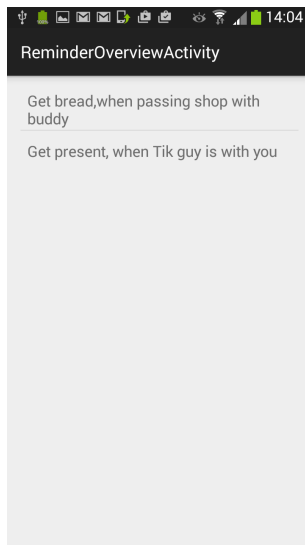 14:04
ReminderOverviewActivity
Get bread,when passing shop with
buddy
Get present, when Tik guy is with you